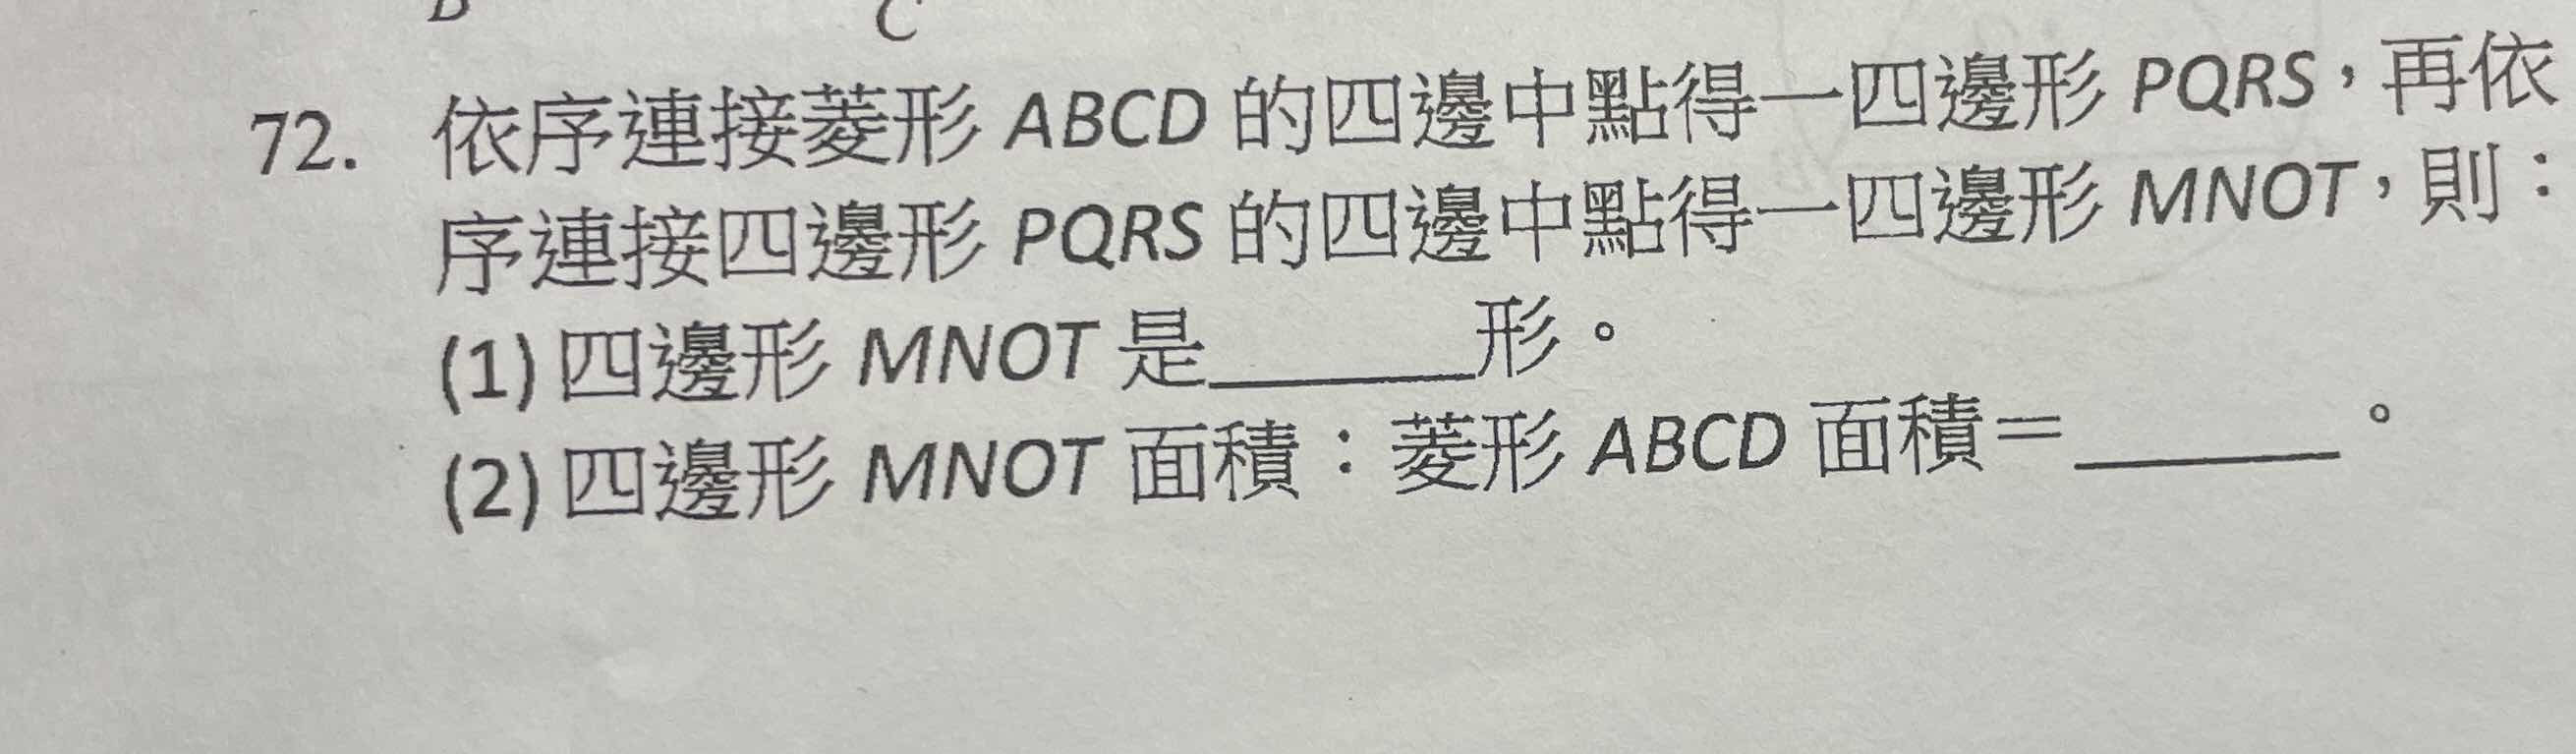 C
72. 依序連接菱形 ABCD 的四邊中點得一四邊形 PQRS,再依
序連接四邊形 PQRS 的四邊中點得一四邊形 MNOT,則:
(1) 四邊形 MNOT 是______形。
(2) 四邊形 MNOT 面積:菱形 ABCD 面積=______。